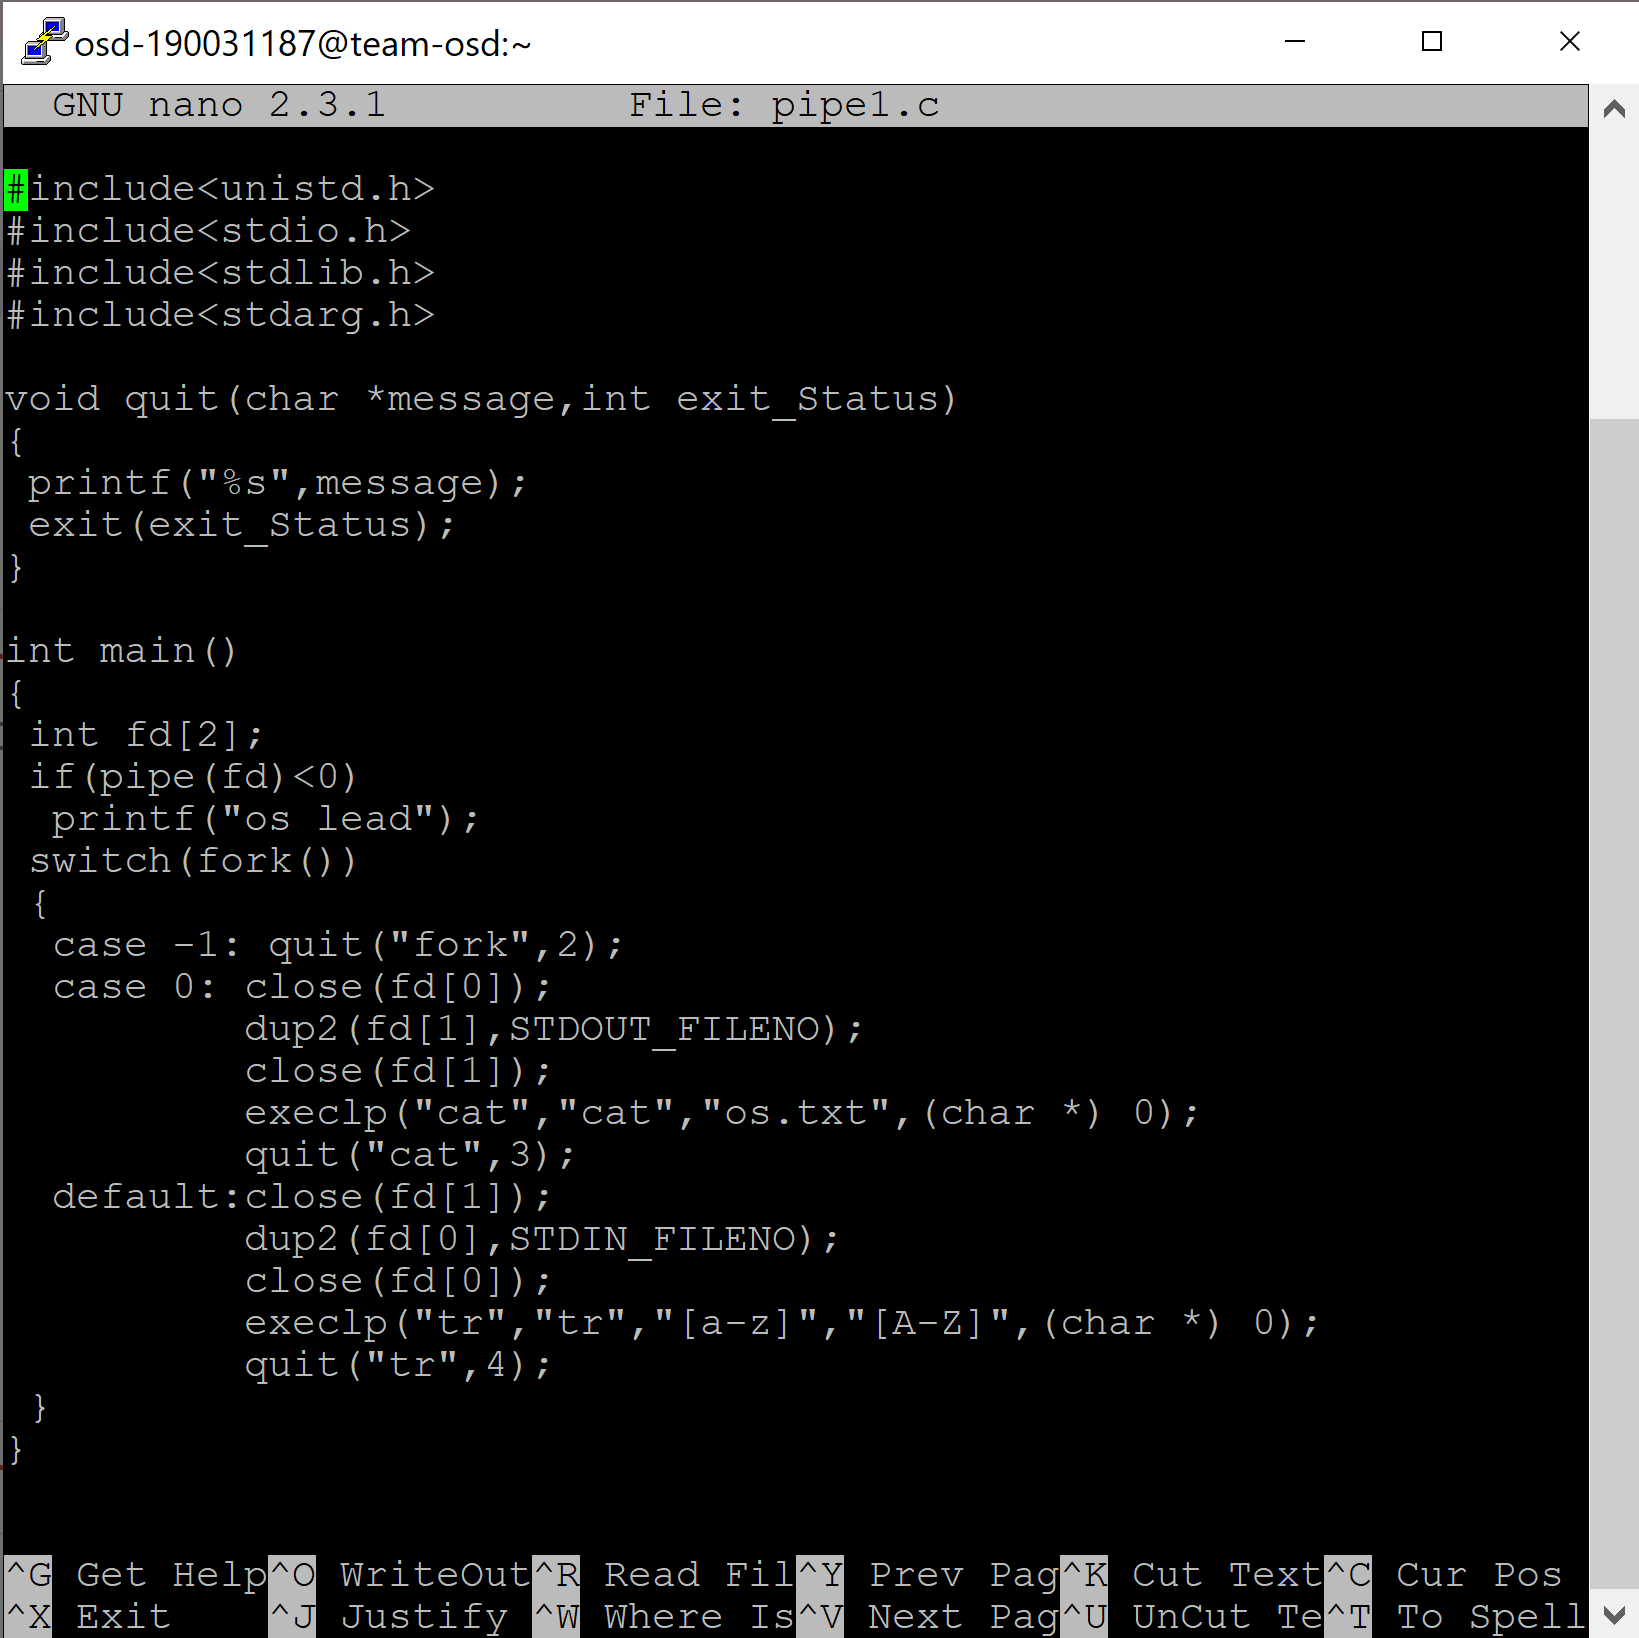 osd-190031187@team-osd:~
GNU nano 2.3.1 File: pipe1.c
#include<unistd.h>
#include<stdio.h>
#include<stdlib.h>
#include<stdarg.h>
void quit(char *message,int exit_Status)
{
printf("%s",message);
exit(exit_Status);
}
int main()
{
int fd[2];
if(pipe(fd)<0)
printf("os lead");
switch(fork())
{
case -1: quit("fork",2);
case 0: close(fd[0]);
dup2(fd[1],STDOUT_FILENO);
close(fd[1]);
execlp("cat","cat","os.txt",(char *) 0);
quit("cat",3);
default:close(fd[1]);
dup2(fd[0],STDIN_FILENO);
close(fd[0]);
execlp("tr","tr","[a-z]","[A-Z]",(char *) 0);
quit("tr",4);
}
}
^G Get Help^O WriteOut^R Read Fil^Y Prev Pag^K Cut Text^C Cur Pos
^X Exit ^J Justify ^W Where Is^V Next Pag^U UnCut Te^T To Spell